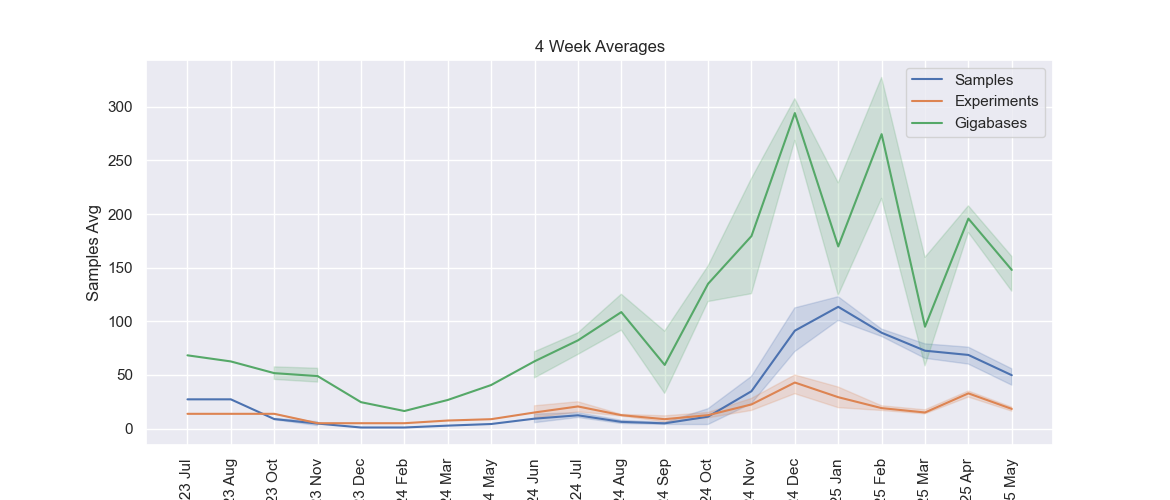 4 Week Averages
Samples
Experiments
Gigabases
Samples Avg
300
250
200
150
100
50
0
23 Jul
23 Aug
23 Oct
23 Nov
23 Dec
24 Feb
24 Mar
4 May
24 Jun
24 Jul
24 Aug
24 Sep
24 Oct
24 Nov
24 Dec
25 Jan
25 Feb
25 Mar
25 Apr
5 May